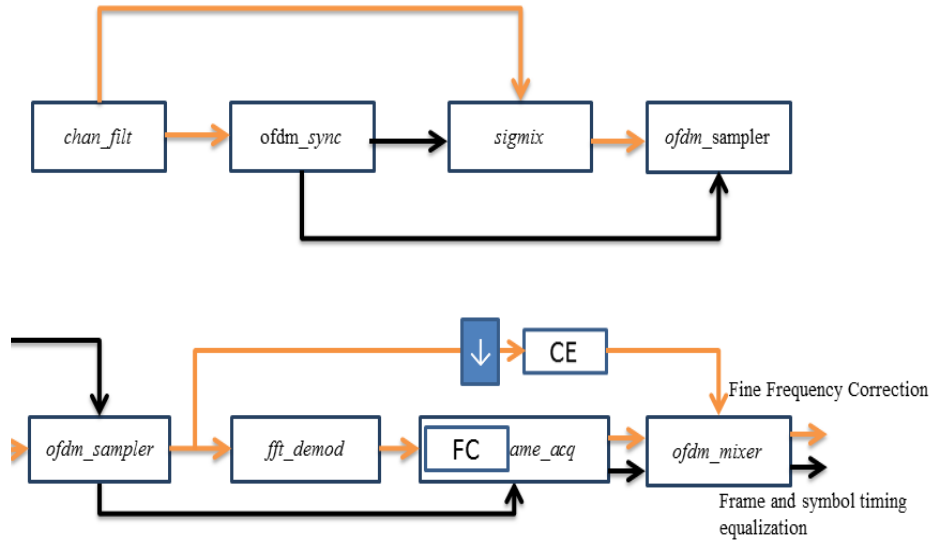 chan_filt
ofdm_sync
sigmix
ofdm_sampler
↓
CE
Fine Frequency Correction
ofdm_sampler
fft_demod
FC
ame_acq
ofdm_mixer
Frame and symbol timing
equalization